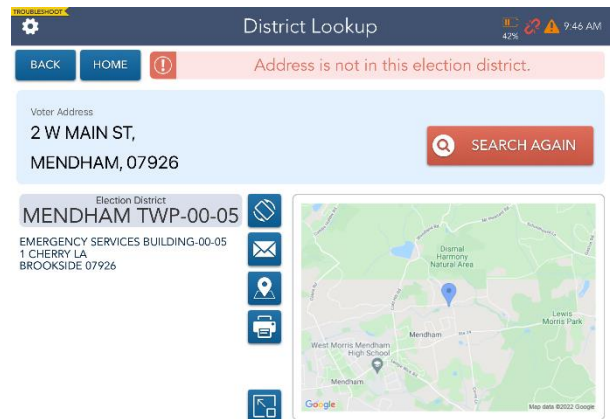 TROUBLESHOOT
District Lookup
42%
9:46 AM
BACK
HOME
Address is not in this election district.
Voter Address
2 W MAIN ST,
MENDHAM, 07926
SEARCH AGAIN
Election District
MENDHAM TWP-00-05
EMERGENCY SERVICES BUILDING-00-05
1 CHERRY LA
BROOKSIDE 07926
Dismal
Harmony
Natural Area
Lewis
Morris Park
Mendham
West Morris Mendham
High School
Mendham
Google
Map data ©2022 Google